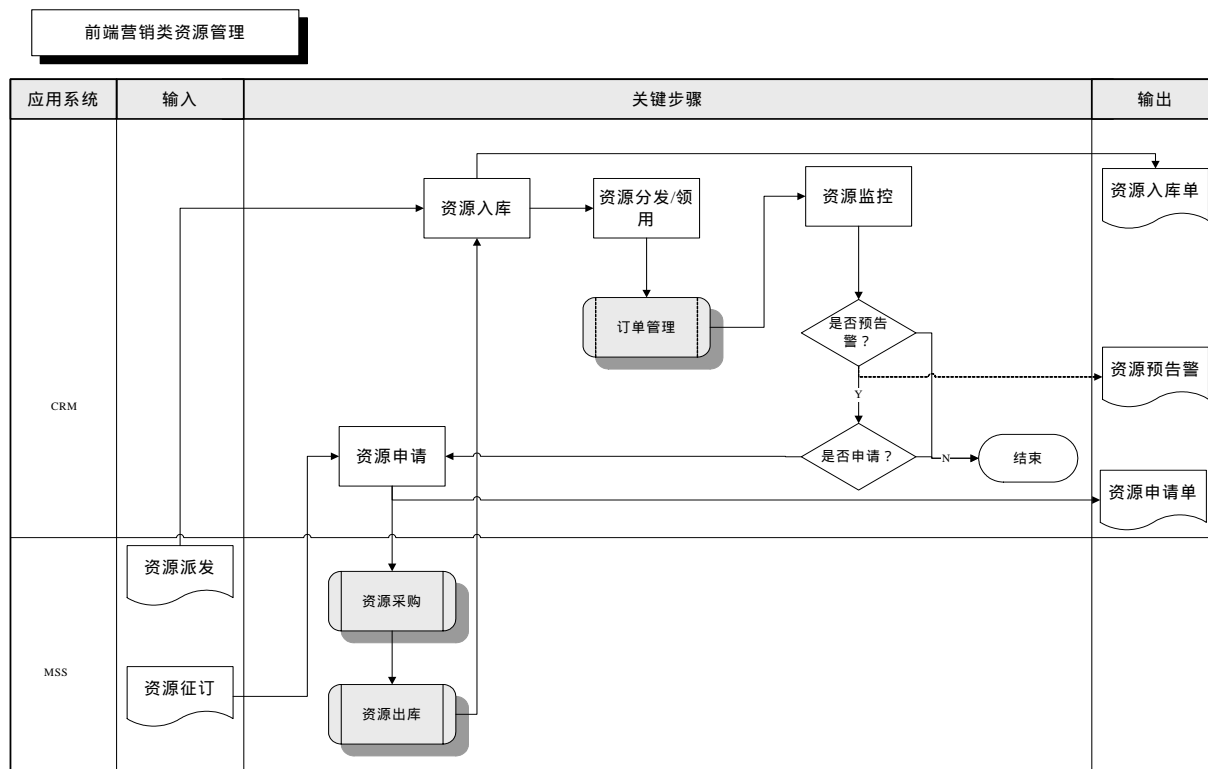 前端营销类资源管理
应用系统
输入
关键步骤
输出
资源入库
资源分发/领
用
资源监控
资源入库单
订单管理
是否预告
警？
资源预告警
Y
CRM
资源申请
是否申请？
N
结束
资源申请单
资源派发
资源采购
MSS
资源征订
资源出库